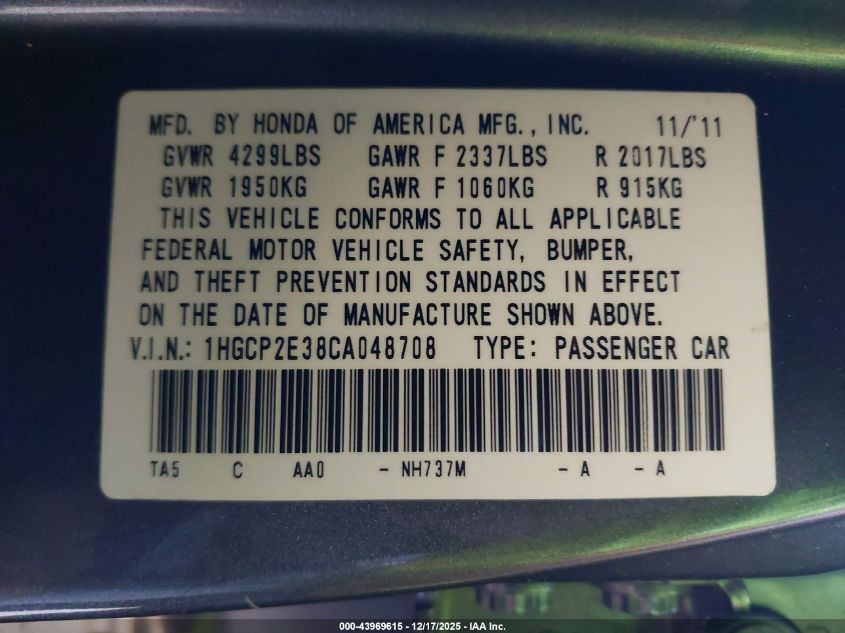 MFD. BY HONDA OF AMERICA MFG., INC. 11/'11
GVWR 4299LBS GAWR F 2337LBS R 2017LBS
GVWR 1950KG GAWR F 1060KG R 915KG
THIS VEHICLE CONFORMS TO ALL APPLICABLE
FEDERAL MOTOR VEHICLE SAFETY, BUMPER,
AND THEFT PREVENTION STANDARDS IN EFFECT
ON THE DATE OF MANUFACTURE SHOWN ABOVE.
V.I.N.: 1HGCP2E38CA048708 TYPE: PASSENGER CAR
TA5 C AA0 - NH737M - A - A
000-43969615 - 12/17/2025 - IAA Inc.